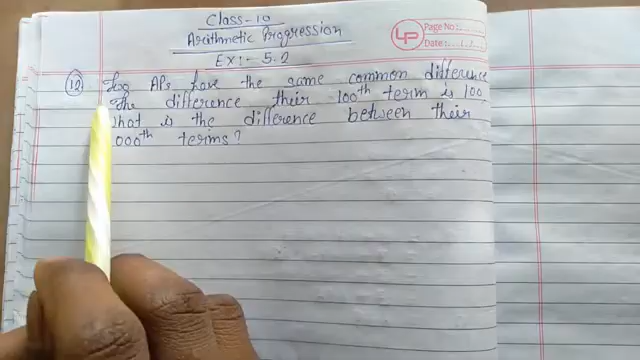 Class-10
Arithmetic Progression
Ex:- 5.2
LP
Page No :
Date :
12 Two APs have the same common difference
The difference their 100th term is 100
What is the difference between their
000th terms?